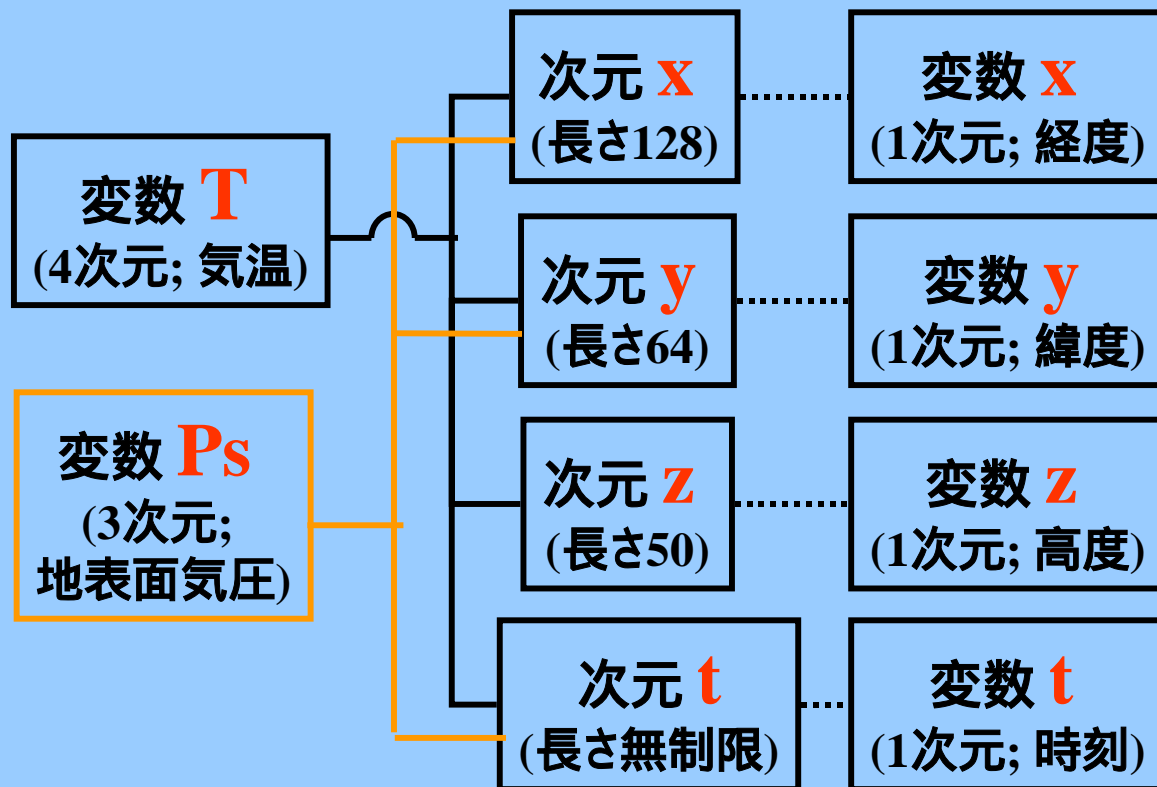 変数 T
(4次元; 気温)
変数 Ps
(3次元;
地表面気圧)
次元 x
(長さ128)
変数 x
(1次元; 経度)
次元 y
(長さ64)
変数 y
(1次元; 緯度)
次元 z
(長さ50)
変数 z
(1次元; 高度)
次元 t
(長さ無制限)
変数 t
(1次元; 時刻)